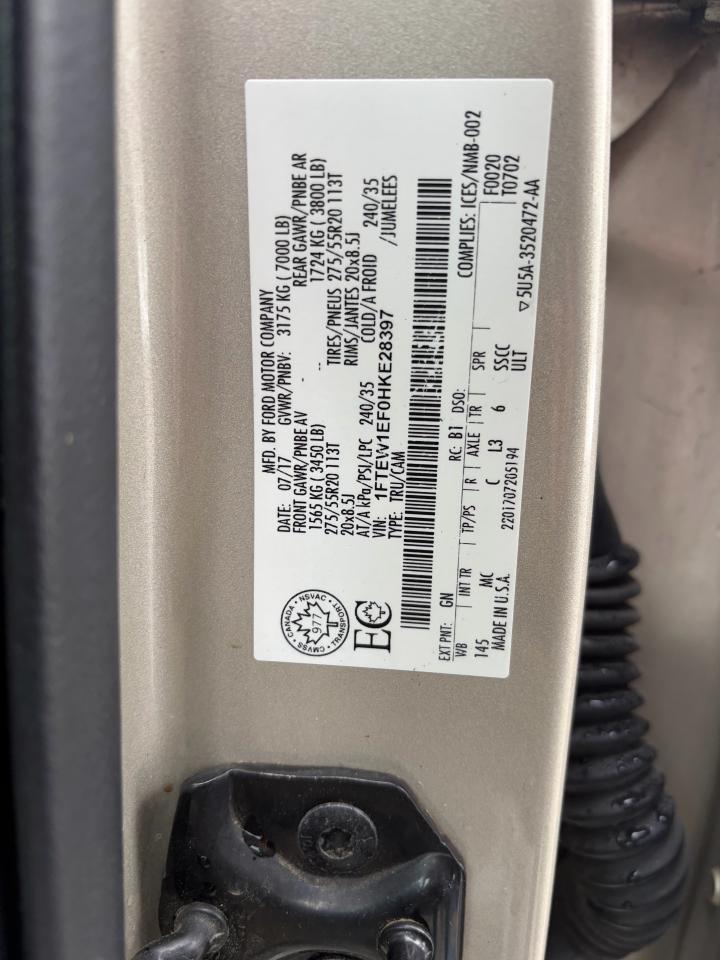 MFD. BY FORD MOTOR COMPANY
DATE: 07/17 GVWR/PNBV: 3175 KG ( 7000 LB)
FRONT GAWR/PNBE AV REAR GAWR/PNBE AR
1565 KG ( 3450 LB) 1724 KG ( 3800 LB)
275/55R20 113T TIRES/PNEUS 275/55R20 113T
20x8.5J RIMS/JANTES 20x8.5J
AT/A kPa/PSI/LPC 240/35 COLD/A FROID 240/35
VIN: 1FTEW1EF0HKE28397 /JUMELEES
TYPE: TRU/CAM
CANADA · NSVAC · TRANSPORT · CMVSS
977
EC
EXT PNT: GN RC: B1 DSO: COMPLIES: ICES/NMB-002
WB INT TR TP/PS R AXLE TR SPR F0020
T0702
145 MC C L3 6 SSCC
MADE IN U.S.A. 2201707205194 ULT
▽5U5A-3520472-AA